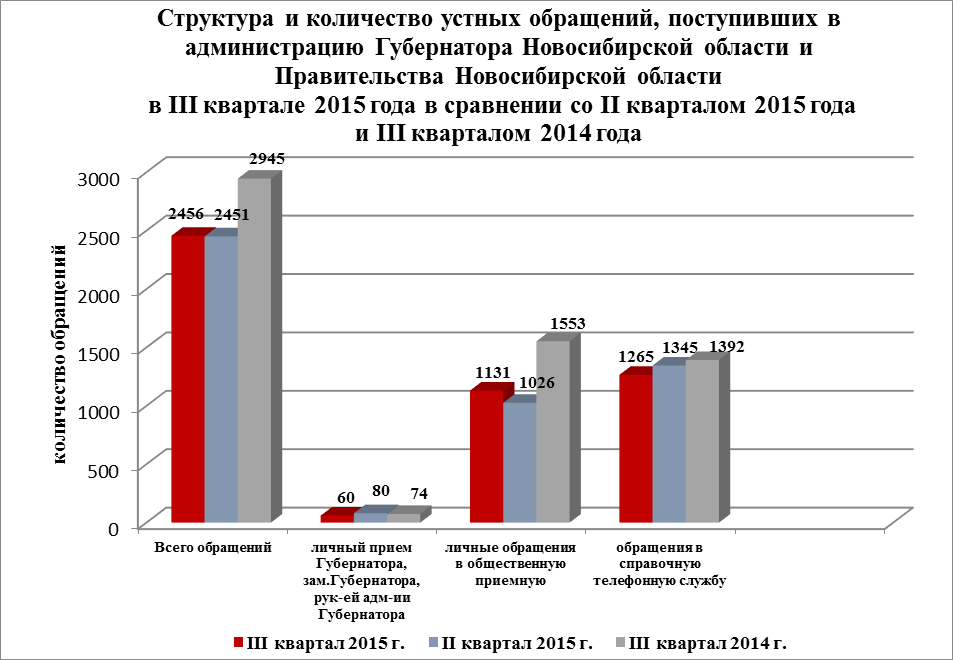 Структура и количество устных обращений, поступивших в
администрацию Губернатора Новосибирской области и
Правительства Новосибирской области
в III квартале 2015 года в сравнении со II кварталом 2015 года
и III кварталом 2014 года
количество обращений
3000
2500
2000
1500
1000
500
0
2456
2451
2945
60
80
74
1131
1026
1553
1265
1345
1392
Всего обращений
личный прием
Губернатора,
зам.Губернатора,
рук-ей адм-ии
Губернатора
личные обращения
в общественную
приемную
обращения в
справочную
телефонную службу
III квартал 2015 г.
II квартал 2015 г.
III квартал 2014 г.